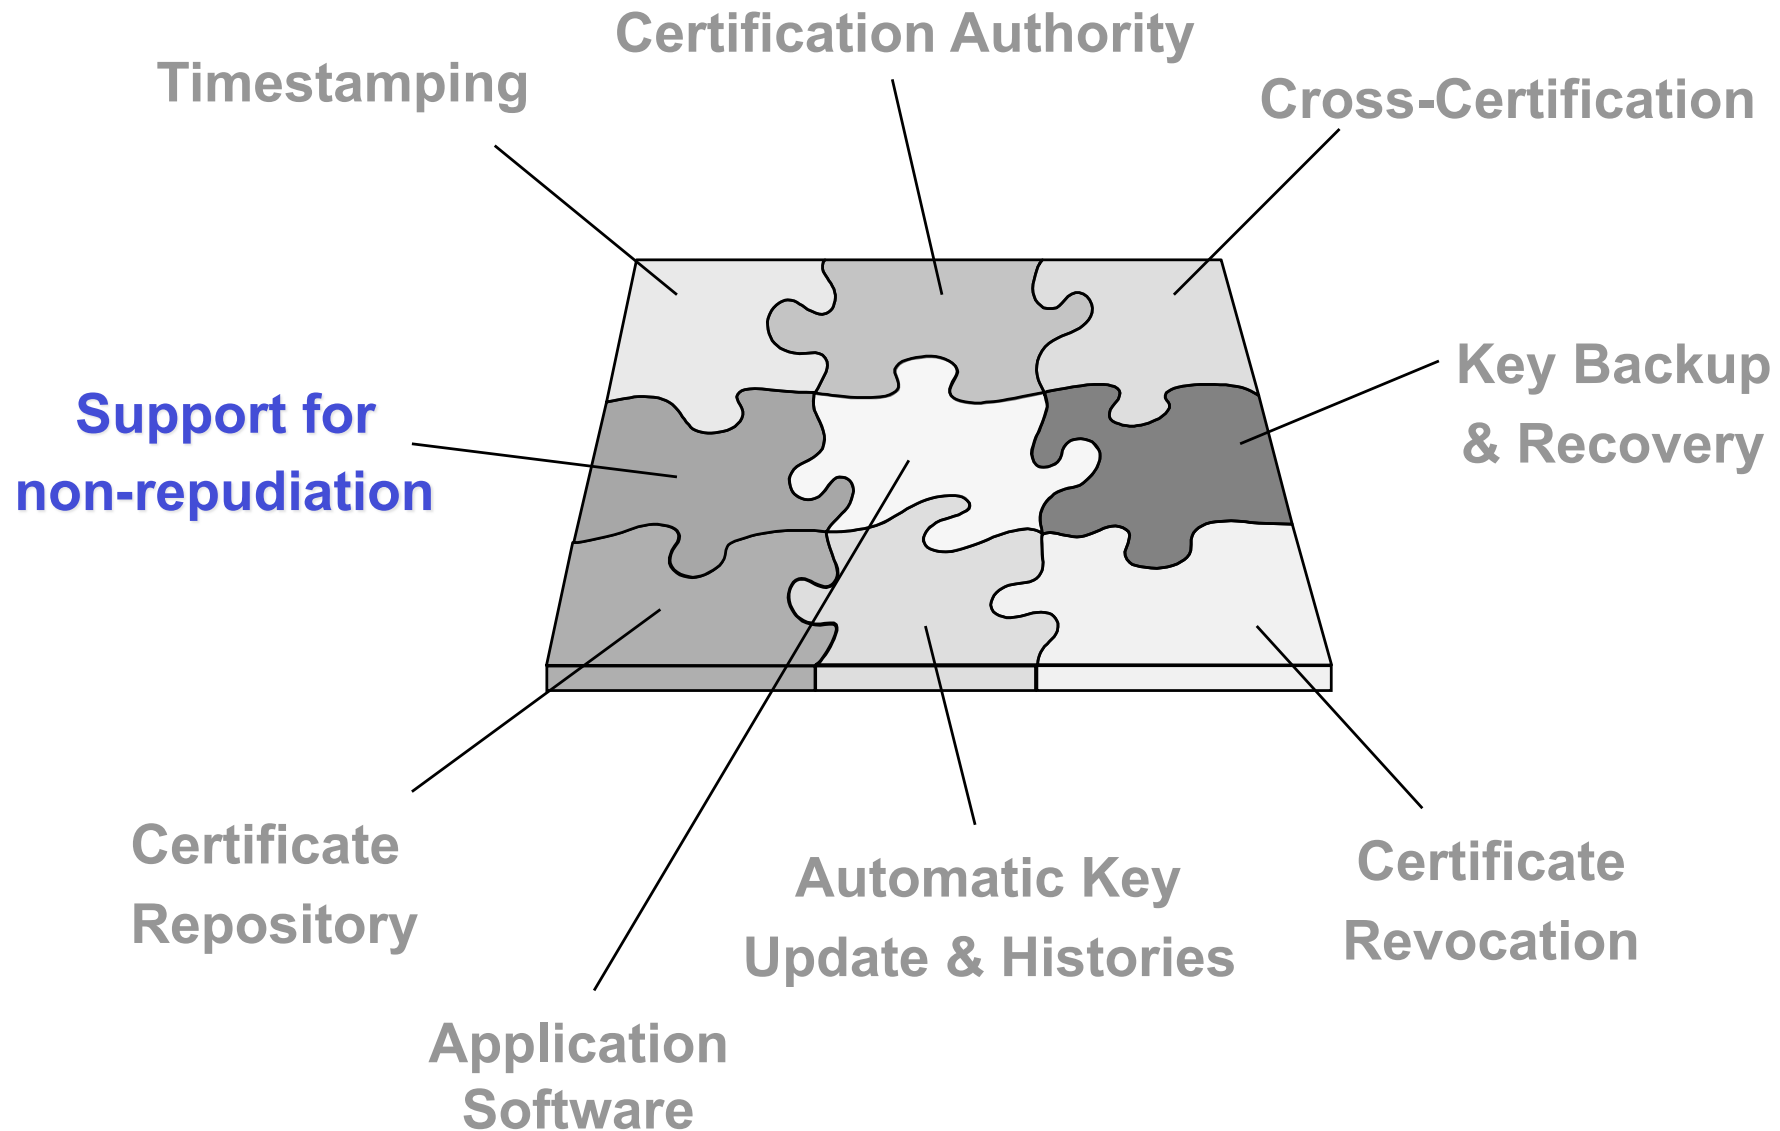 Certification Authority
Timestamping
Cross-Certification
Key Backup
& Recovery
Support for
non-repudiation
Certificate
Repository
Automatic Key
Update & Histories
Certificate
Revocation
Application
Software